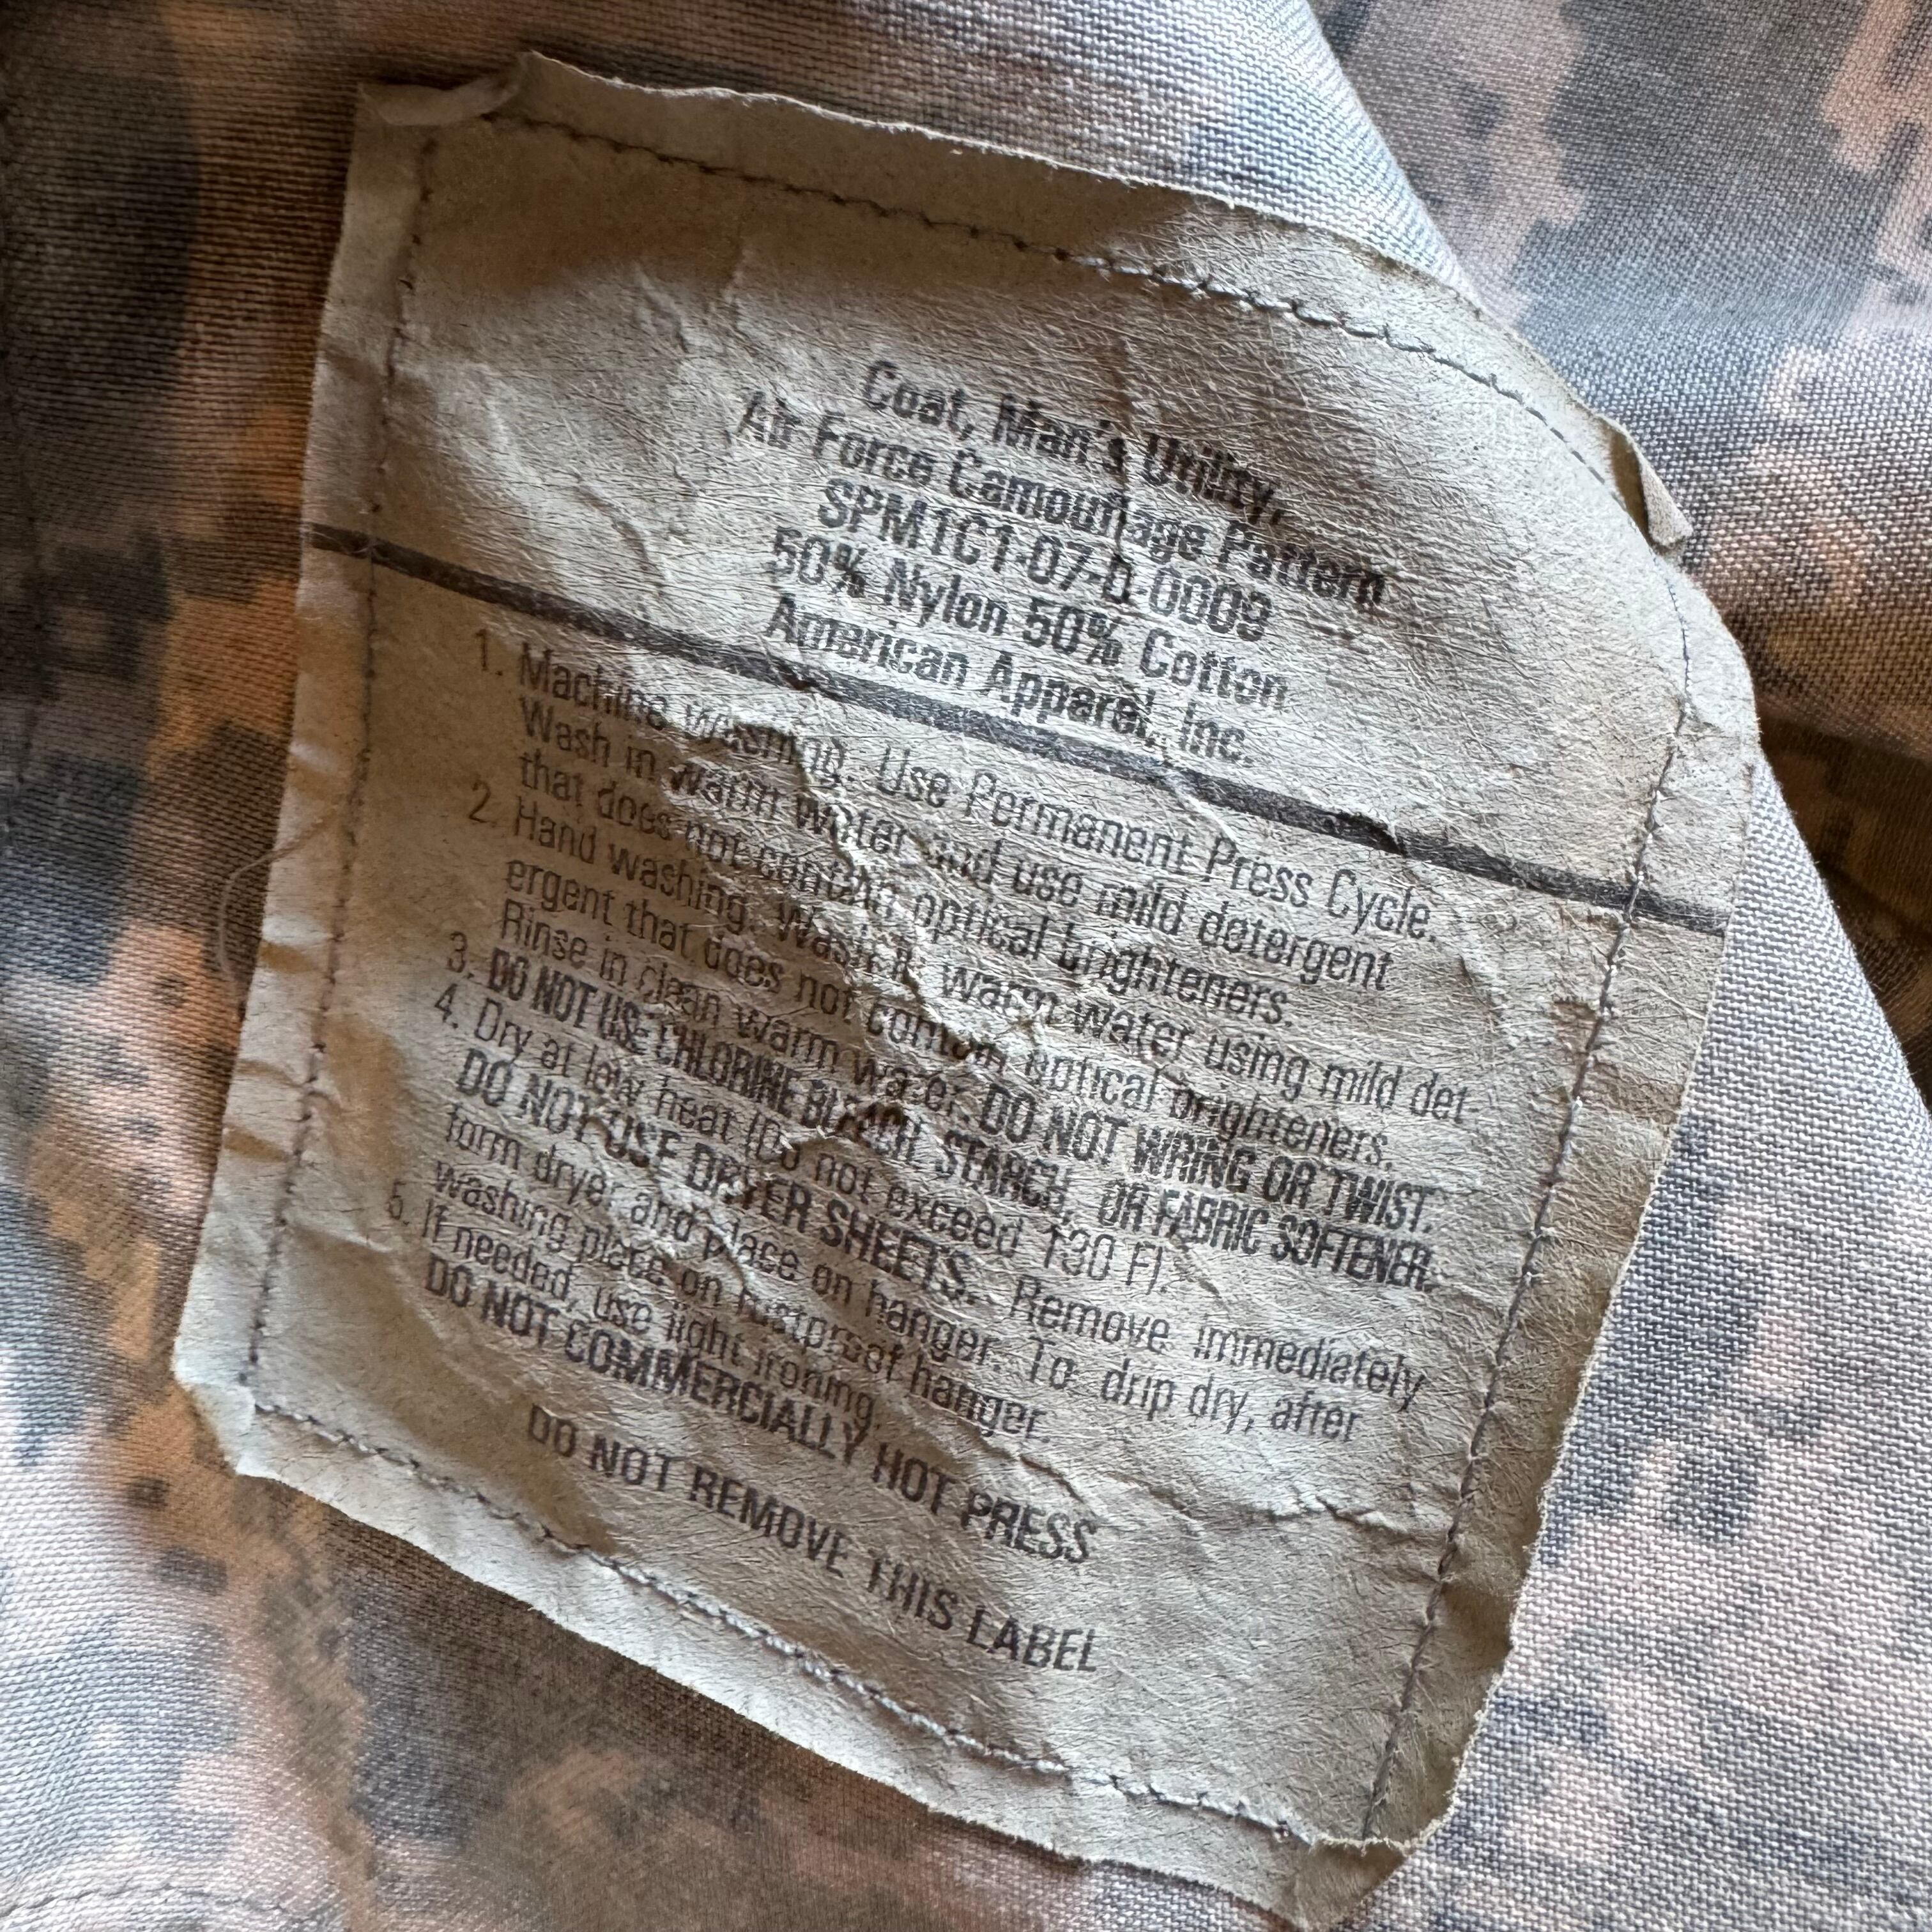 Coat, Man's Utility,
Air Force Camouflage Pattern
SPM1C1-07-D-0009
50% Nylon 50% Cotton
American Apparel, Inc.
1. Machine washing. Use Permanent Press Cycle.
Wash in warm water and use mild detergent
that does not contain optical brighteners.
2. Hand washing. Wash in warm water using mild det-
ergent that does not contain optical brighteners.
Rinse in clean warm water. DO NOT WRING OR TWIST.
3. DO NOT USE CHLORINE BLEACH, STARCH, OR FABRIC SOFTENER.
4. Dry at low heat (Do not exceed 130 F).
DO NOT USE DRYER SHEETS. Remove immediately
form dryer and place on hanger. To drip dry, after
washing place on rustproof hanger.
5. If needed, use light ironing.
DO NOT COMMERCIALLY HOT PRESS
DO NOT REMOVE THIS LABEL